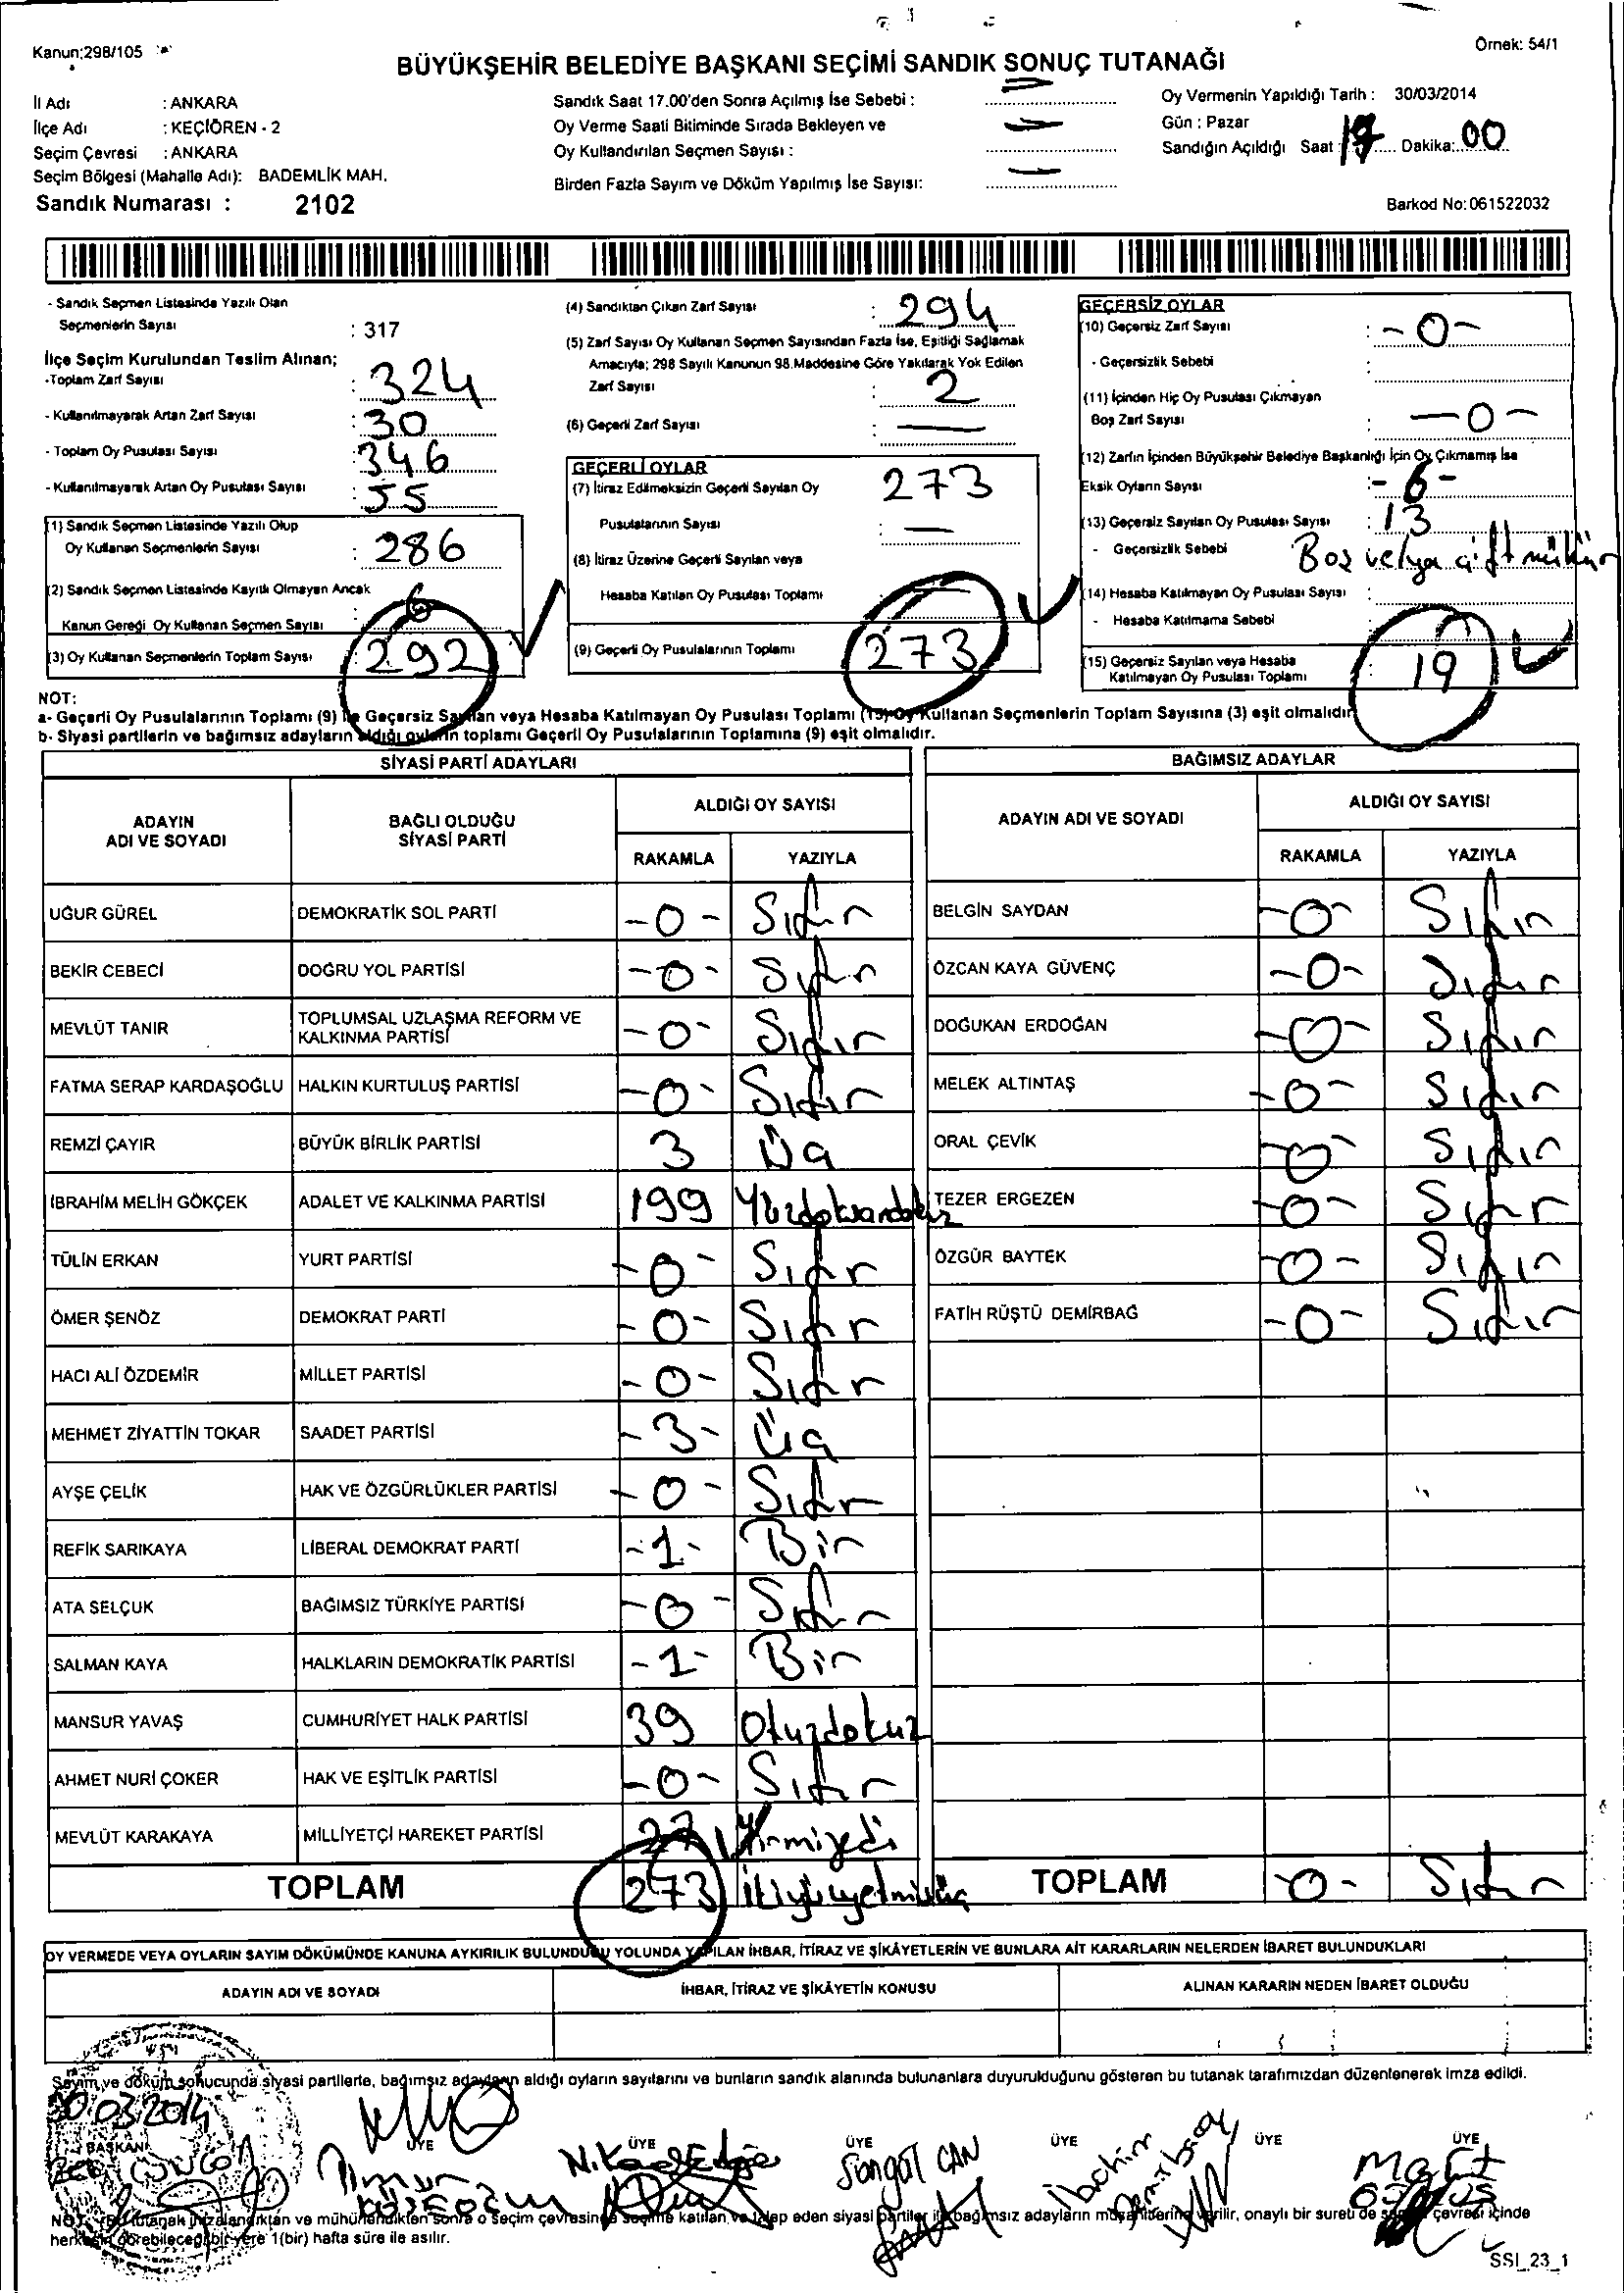 Kanun;298/105
Örnek: 54/1
BÜYÜKŞEHİR BELEDİYE BAŞKANI SEÇİMİ SANDIK SONUÇ TUTANAĞI
İl Adı : ANKARA
İlçe Adı : KEÇİÖREN - 2
Seçim Çevresi : ANKARA
Seçim Bölgesi (Mahalle Adı): BADEMLİK MAH.
Sandık Numarası : 2102
Sandık Saat 17.00'den Sonra Açılmış İse Sebebi : —
Oy Verme Saati Bitiminde Sırada Bekleyen ve
Oy Kullandırılan Seçmen Sayısı : —
Birden Fazla Sayım ve Döküm Yapılmış İse Sayısı: —
Oy Vermenin Yapıldığı Tarih : 30/03/2014
Gün : Pazar
Sandığın Açıldığı Saat : 17 Dakika: 00
Barkod No: 061522032
- Sandık Seçmen Listesinde Yazılı Olan
Seçmenlerin Sayısı : 317
İlçe Seçim Kurulundan Teslim Alınan;
-Toplam Zarf Sayısı : 324
- Kullanılmayarak Artan Zarf Sayısı : 30
- Toplam Oy Pusulası Sayısı : 346
- Kullanılmayarak Artan Oy Pusulası Sayısı : 55
(1) Sandık Seçmen Listesinde Yazılı Olup
Oy Kullanan Seçmenlerin Sayısı : 286
(2) Sandık Seçmen Listesinde Kayıtlı Olmayan Ancak
Kanun Gereği Oy Kullanan Seçmen Sayısı : 6
(3) Oy Kullanan Seçmenlerin Toplam Sayısı : 292
(4) Sandıktan Çıkan Zarf Sayısı : 294
(5) Zarf Sayısı Oy Kullanan Seçmen Sayısından Fazla İse, Eşitliği Sağlamak
Amacıyla; 298 Sayılı Kanunun 98.Maddesine Göre Yakılarak Yok Edilen
Zarf Sayısı : 2
(6) Geçerli Zarf Sayısı : —
GEÇERLİ OYLAR
(7) İtiraz Edilmeksizin Geçerli Sayılan Oy 273
Pusulalarının Sayısı : —
(8) İtiraz Üzerine Geçerli Sayılan veya
Hesaba Katılan Oy Pusulası Toplamı : —
(9) Geçerli Oy Pusulalarının Toplamı : 273
GEÇERSİZ OYLAR
(10) Geçersiz Zarf Sayısı : -0-
- Geçersizlik Sebebi :
(11) İçinden Hiç Oy Pusulası Çıkmayan
Boş Zarf Sayısı : -0-
(12) Zarfın İçinden Büyükşehir Belediye Başkanlığı İçin Oy Çıkmamış İse
Eksik Oyların Sayısı : -6-
(13) Geçersiz Sayılan Oy Pusulası Sayısı : 13
- Geçersizlik Sebebi Boş veya çift mühür
(14) Hesaba Katılmayan Oy Pusulası Sayısı :
- Hesaba Katılmama Sebebi
(15) Geçersiz Sayılan veya Hesaba
Katılmayan Oy Pusulası Toplamı : 19
NOT:
a- Geçerli Oy Pusulalarının Toplamı (9) ile Geçersiz Sayılan veya Hesaba Katılmayan Oy Pusulası Toplamı (15) Oy Kullanan Seçmenlerin Toplam Sayısına (3) eşit olmalıdır
b- Siyasi partilerin ve bağımsız adayların aldığı oyların toplamı Geçerli Oy Pusulalarının Toplamına (9) eşit olmalıdır.
SİYASİ PARTİ ADAYLARI
ADAYIN ADI VE SOYADI BAĞLI OLDUĞU SİYASİ PARTİ ALDIĞI OY SAYISI
RAKAMLA YAZIYLA
UĞUR GÜREL DEMOKRATİK SOL PARTİ -0- Sıfır
BEKİR CEBECİ DOĞRU YOL PARTİSİ -0- Sıfır
MEVLÜT TANIR TOPLUMSAL UZLAŞMA REFORM VE KALKINMA PARTİSİ -0- Sıfır
FATMA SERAP KARDAŞOĞLU HALKIN KURTULUŞ PARTİSİ -0- Sıfır
REMZİ ÇAYIR BÜYÜK BİRLİK PARTİSİ 3 Üç
İBRAHİM MELİH GÖKÇEK ADALET VE KALKINMA PARTİSİ 199 Yüzdoksandokuz
TÜLİN ERKAN YURT PARTİSİ -0- Sıfır
ÖMER ŞENÖZ DEMOKRAT PARTİ -0- Sıfır
HACI ALİ ÖZDEMİR MİLLET PARTİSİ -0- Sıfır
MEHMET ZİYATTİN TOKAR SAADET PARTİSİ -3- Üç
AYŞE ÇELİK HAK VE ÖZGÜRLÜKLER PARTİSİ -0- Sıfır
REFİK SARIKAYA LİBERAL DEMOKRAT PARTİ -1- Bir
ATA SELÇUK BAĞIMSIZ TÜRKİYE PARTİSİ -0- Sıfır
SALMAN KAYA HALKLARIN DEMOKRATİK PARTİSİ -1- Bir
MANSUR YAVAŞ CUMHURİYET HALK PARTİSİ 39 Otuzdokuz
AHMET NURİ ÇOKER HAK VE EŞİTLİK PARTİSİ -0- Sıfır
MEVLÜT KARAKAYA MİLLİYETÇİ HAREKET PARTİSİ 27 Yirmiyedi
TOPLAM 273 İkiyüzyetmişüç
BAĞIMSIZ ADAYLAR
ADAYIN ADI VE SOYADI ALDIĞI OY SAYISI
RAKAMLA YAZIYLA
BELGİN SAYDAN -0- Sıfır
ÖZCAN KAYA GÜVENÇ -0- Sıfır
DOĞUKAN ERDOĞAN -0- Sıfır
MELEK ALTINTAŞ -0- Sıfır
ORAL ÇEVİK -0- Sıfır
TEZER ERGEZEN -0- Sıfır
ÖZGÜR BAYTEK -0- Sıfır
FATİH RÜŞTÜ DEMİRBAĞ -0- Sıfır
TOPLAM -0- Sıfır
OY VERMEDE VEYA OYLARIN SAYIM DÖKÜMÜNDE KANUNA AYKIRILIK BULUNDUĞU YOLUNDA YAPILAN İHBAR, İTİRAZ VE ŞİKÂYETLERİN VE BUNLARA AİT KARARLARIN NELERDEN İBARET BULUNDUKLARI
ADAYIN ADI VE SOYADI İHBAR, İTİRAZ VE ŞİKÂYETİN KONUSU ALINAN KARARIN NEDEN İBARET OLDUĞU
Sayım ve döküm sonucunda siyasi partilerle, bağımsız adayların aldığı oyların sayılarını ve bunların sandık alanında bulunanlara duyurulduğunu gösteren bu tutanak tarafımızdan düzenlenerek imza edildi.
30.03.2014
BAŞKAN ÜYE ÜYE ÜYE ÜYE ÜYE ÜYE
Songül CAN İbrahim Demirbaş Mert
NOT: (Bu tutanak imzalandıktan ve mühürlendikten sonra o seçim çevresinde seçime katılan ve talep eden siyasi partiler ile bağımsız adayların müşahitlerine verilir, onaylı bir sureti de seçim çevresi içinde
herkesin görebileceği bir yere 1(bir) hafta süre ile asılır.
SSI_23_1